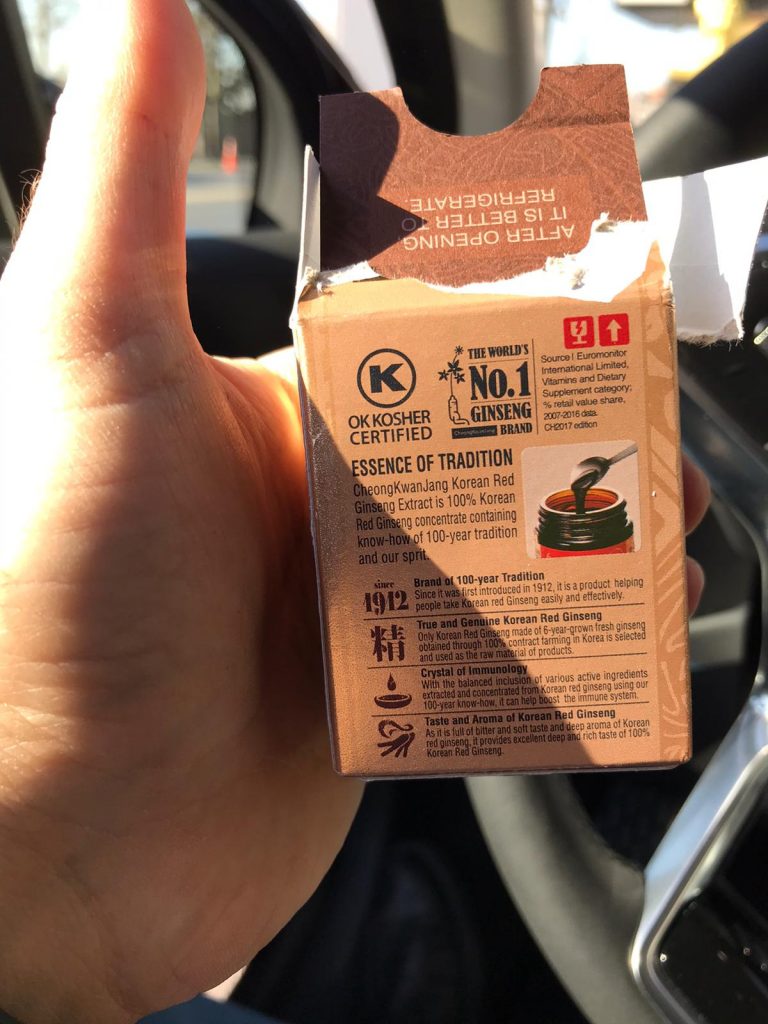 AFTER OPENING
IT IS BETTER TO
REFRIGERATE
K
OK KOSHER
CERTIFIED
THE WORLD'S
No.1
GINSENG
CheongKwanJang BRAND
Source | Euromonitor
International Limited,
Vitamins and Dietary
Supplement category;
% retail value share,
2007-2016 data.
CH2017 edition
ESSENCE OF TRADITION
CheongKwanJang Korean Red
Ginseng Extract is 100% Korean
Red Ginseng concentrate containing
know-how of 100-year tradition
and our sprit.
since
1912
Brand of 100-year Tradition
Since it was first introduced in 1912, it is a product helping
people take Korean red Ginseng easily and effectively.
精
True and Genuine Korean Red Ginseng
Only Korean Red Ginseng made of 6-year-grown fresh ginseng
obtained through 100% contract farming in Korea is selected
and used as the raw material of products.
Crystal of Immunology
With the balanced inclusion of various active ingredients
extracted and concentrated from Korean red ginseng using our
100-year know-how, it can help boost the immune system.
Taste and Aroma of Korean Red Ginseng
As it is full of bitter and soft taste and deep aroma of Korean
red ginseng, it provides excellent deep and rich taste of 100%
Korean Red Ginseng.